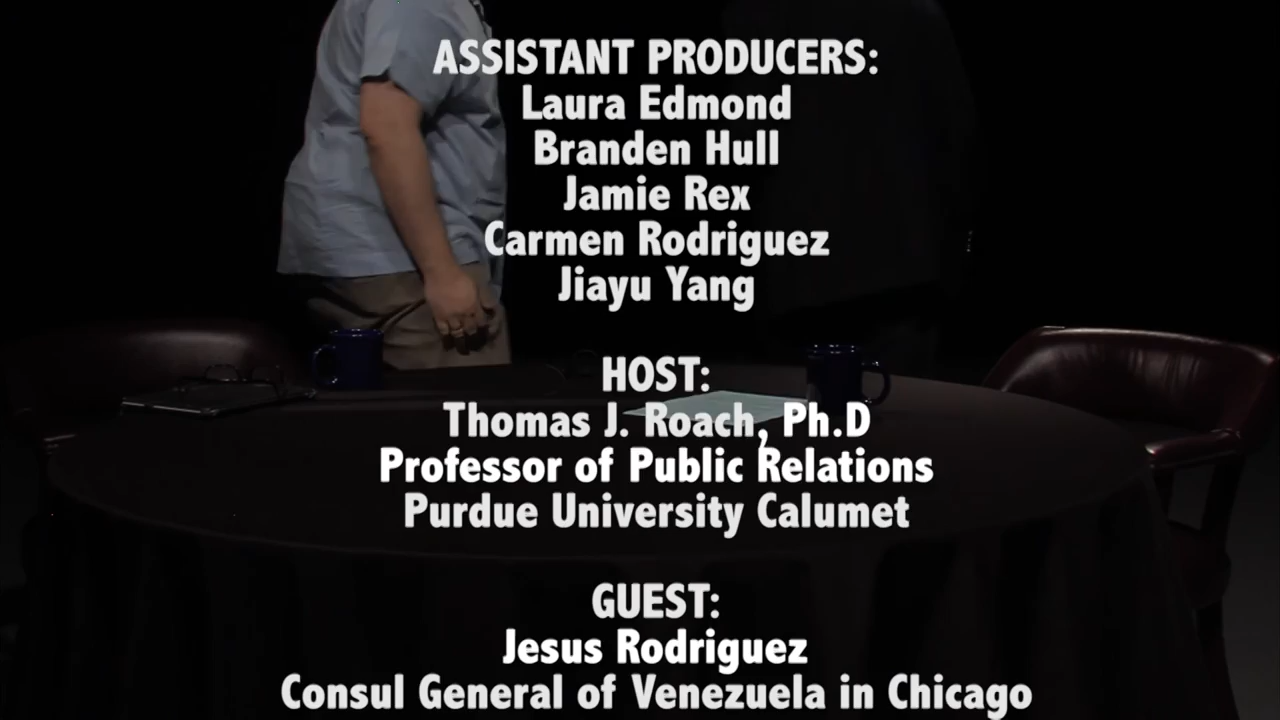 ASSISTANT PRODUCERS:
Laura Edmond
Branden Hull
Jamie Rex
Carmen Rodriguez
Jiayu Yang
HOST:
Thomas J. Roach, Ph.D
Professor of Public Relations
Purdue University Calumet
GUEST:
Jesus Rodriguez
Consul General of Venezuela in Chicago